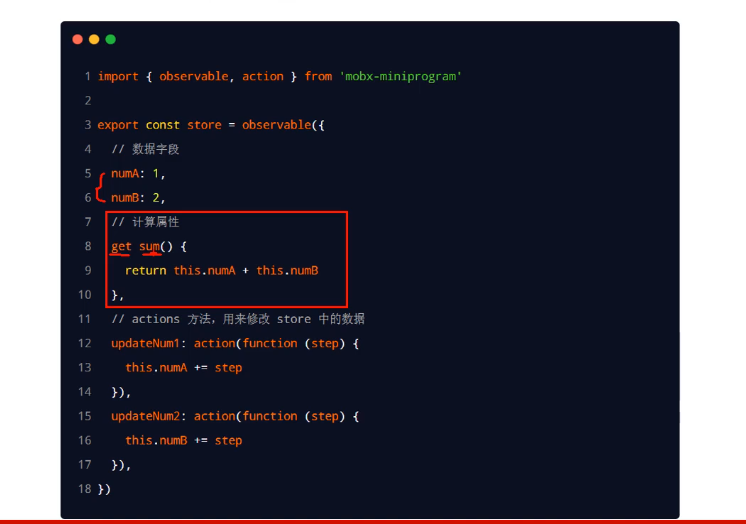 1 import { observable, action } from 'mobx-miniprogram'
2
3 export const store = observable({
4 // 数据字段
5 numA: 1,
6 numB: 2,
7 // 计算属性
8 get sum() {
9 return this.numA + this.numB
10 },
11 // actions 方法，用来修改 store 中的数据
12 updateNum1: action(function (step) {
13 this.numA += step
14 }),
15 updateNum2: action(function (step) {
16 this.numB += step
17 }),
18 })